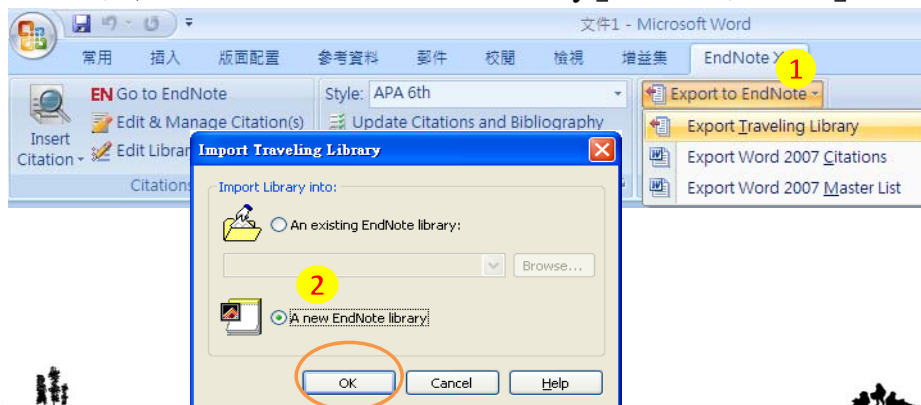 文件1 - Microsoft Word
常用 插入 版面配置 參考資料 郵件 校閱 檢視 增益集 EndNote X
1
EN Go to EndNote
Style: APA 6th
Export to EndNote
Edit & Manage Citation(s)
Update Citations and Bibliography
Export Traveling Library
Insert Citation
Edit Librar
Export Word 2007 Citations
Citations
Export Word 2007 Master List
Import Traveling Library
Import Library into:
An existing EndNote library:
Browse...
2
A new EndNote library
OK Cancel Help